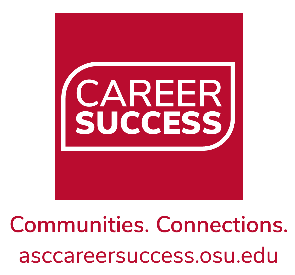 CAREER
SUCCESS
Communities. Connections.
asccareersuccess.osu.edu